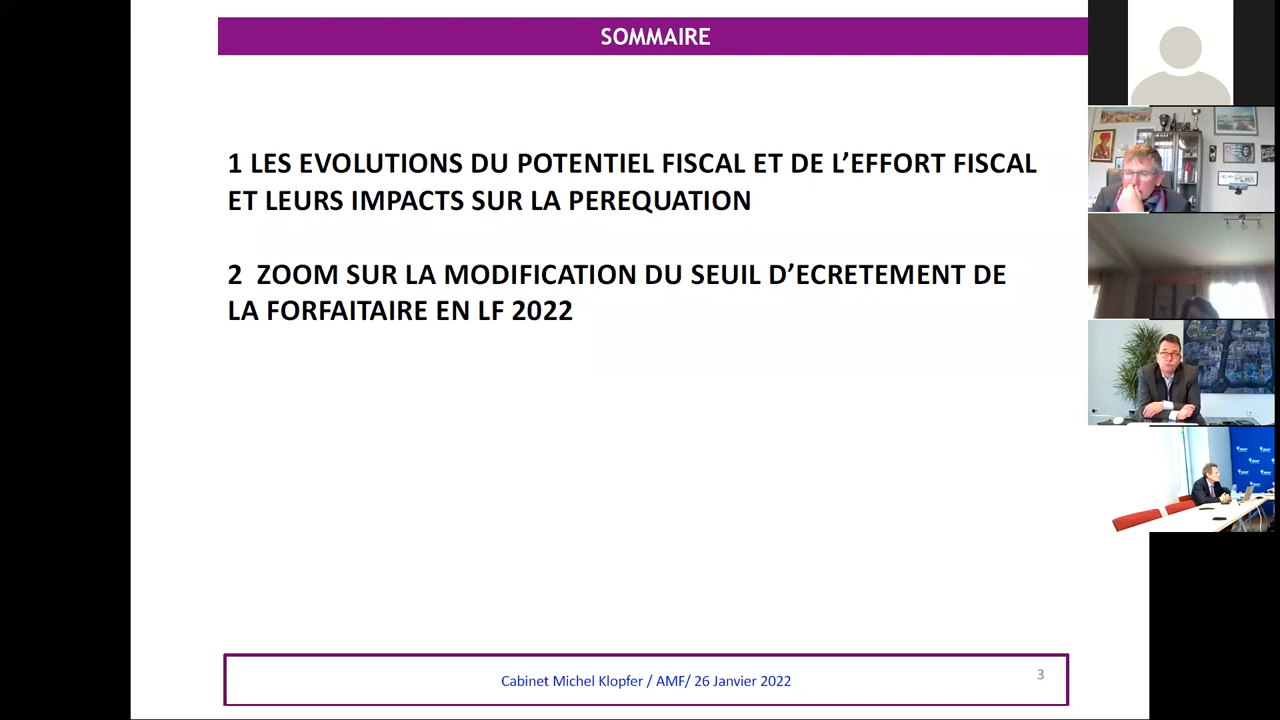 SOMMAIRE
1 LES EVOLUTIONS DU POTENTIEL FISCAL ET DE L’EFFORT FISCAL
ET LEURS IMPACTS SUR LA PEREQUATION
2 ZOOM SUR LA MODIFICATION DU SEUIL D’ECRETEMENT DE
LA FORFAITAIRE EN LF 2022
Cabinet Michel Klopfer / AMF/ 26 Janvier 2022
3